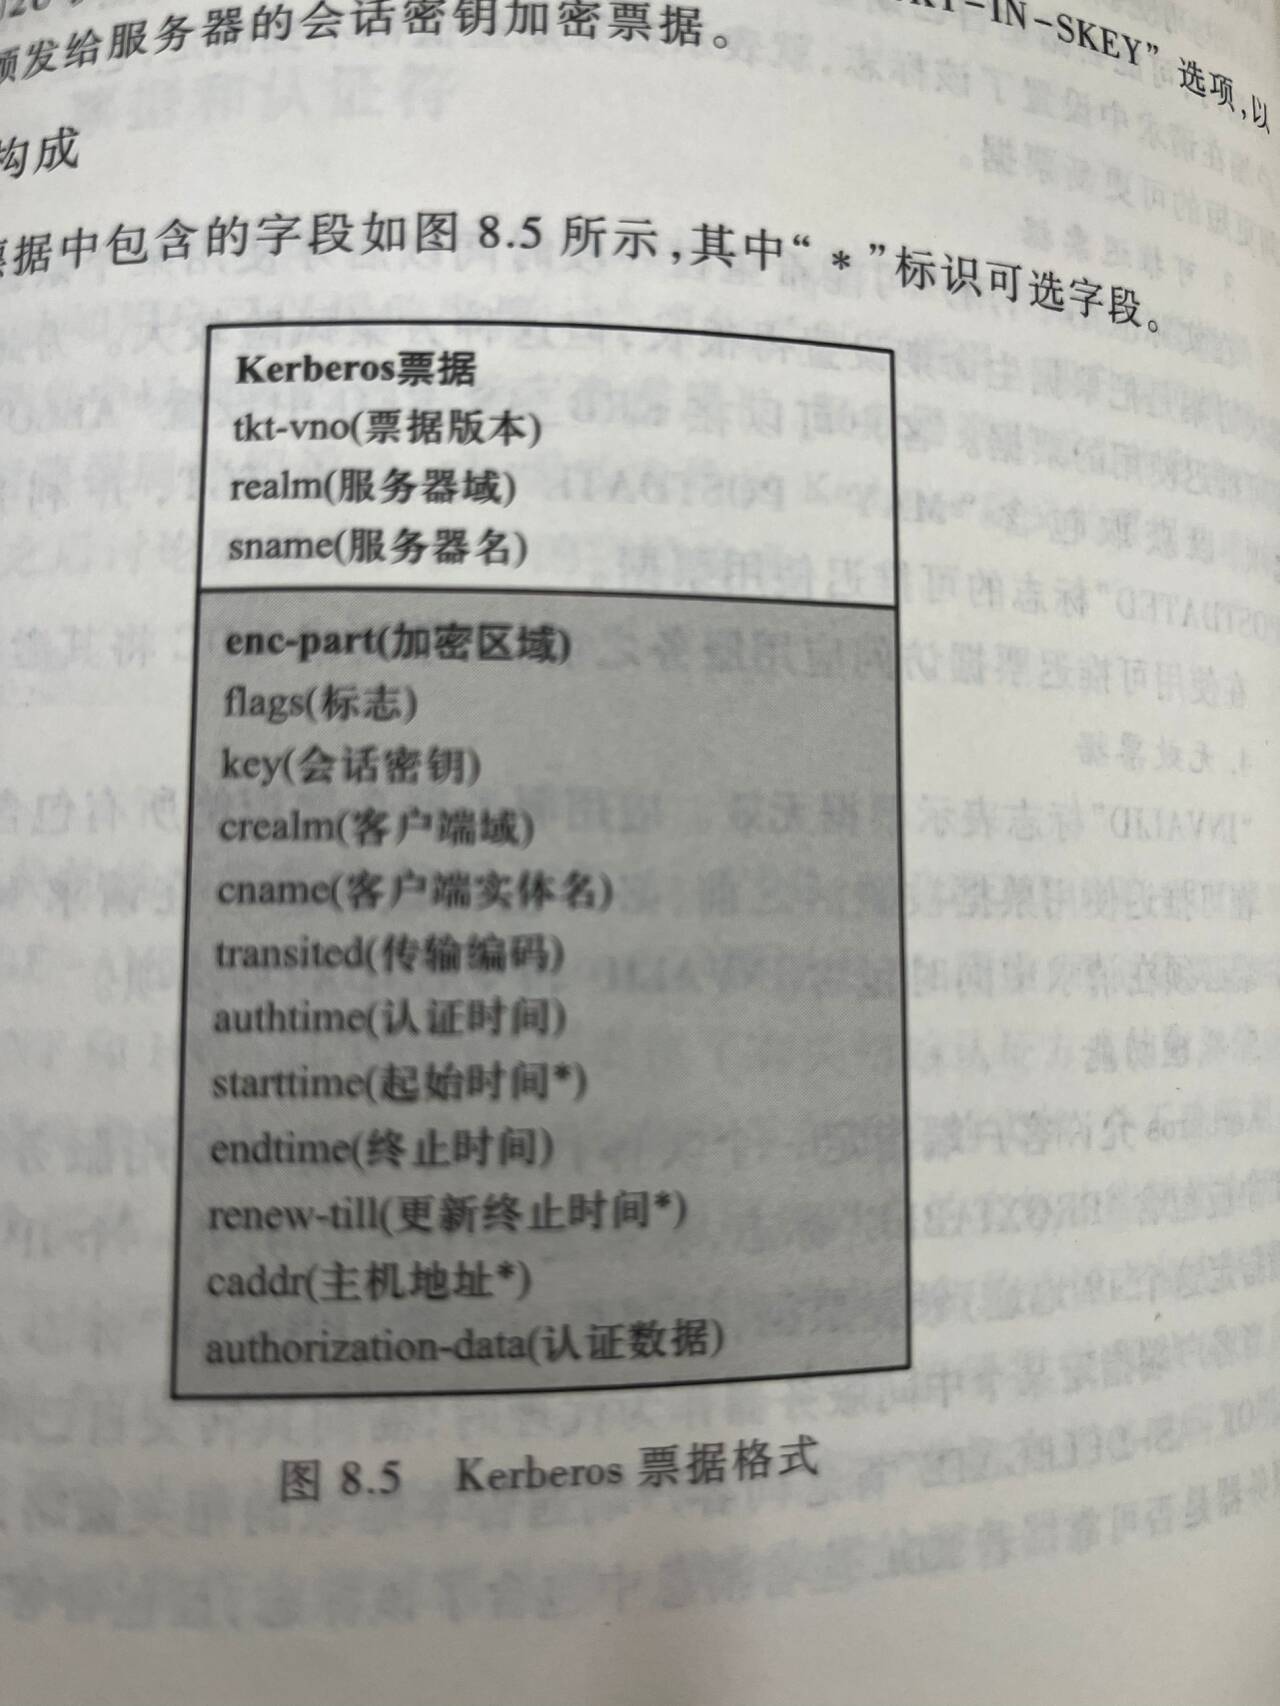 颁发给服务器的会话密钥加密票据。
KT-IN-SKEY”选项,以
构成
票据中包含的字段如图 8.5 所示,其中“*”标识可选字段。
Kerberos票据
tkt-vno(票据版本)
realm(服务器域)
sname(服务器名)
enc-part(加密区域)
flags(标志)
key(会话密钥)
crealm(客户端域)
cname(客户端实体名)
transited(传输编码)
authtime(认证时间)
starttime(起始时间*)
endtime(终止时间)
renew-till(更新终止时间*)
caddr(主机地址*)
authorization-data(认证数据)
图 8.5 Kerberos 票据格式